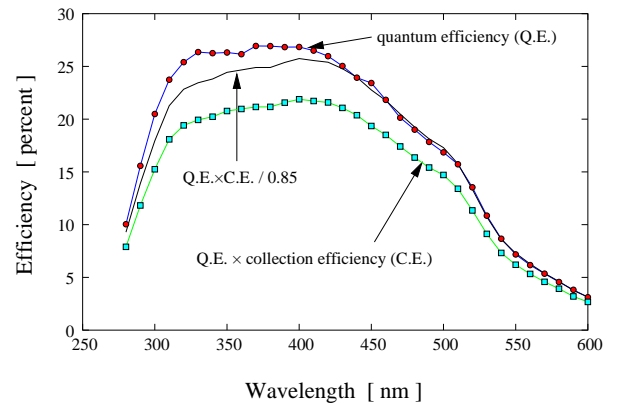 30
25
20
15
10
5
0
Efficiency [ percent ]
quantum efficiency (Q.E.)
Q.E.×C.E. / 0.85
Q.E. × collection efficiency (C.E.)
250 300 350 400 450 500 550 600
Wavelength [ nm ]